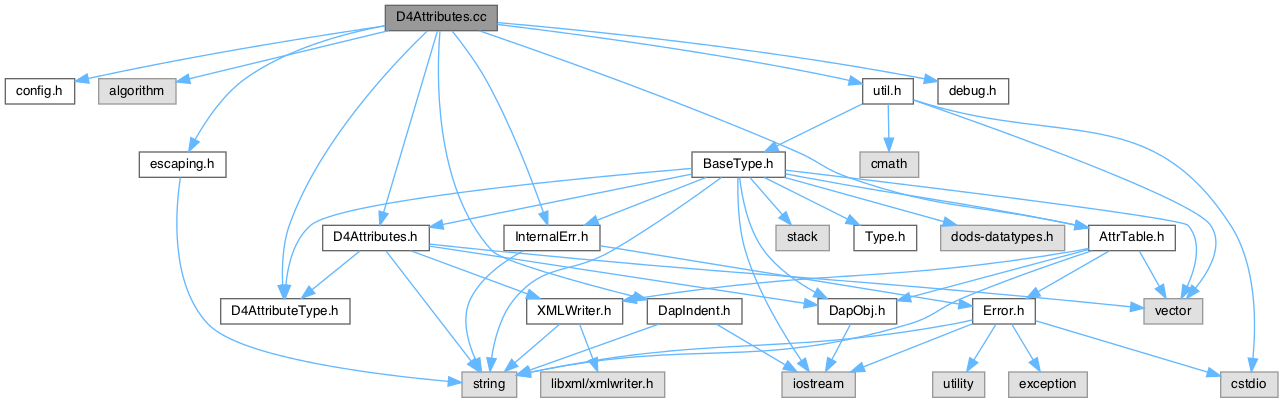 D4Attributes.cc
config.h
algorithm
util.h
debug.h
escaping.h
BaseType.h
cmath
D4Attributes.h
InternalErr.h
stack
Type.h
dods-datatypes.h
AttrTable.h
D4AttributeType.h
XMLWriter.h
DapIndent.h
DapObj.h
Error.h
vector
string
libxml/xmlwriter.h
iostream
utility
exception
cstdio